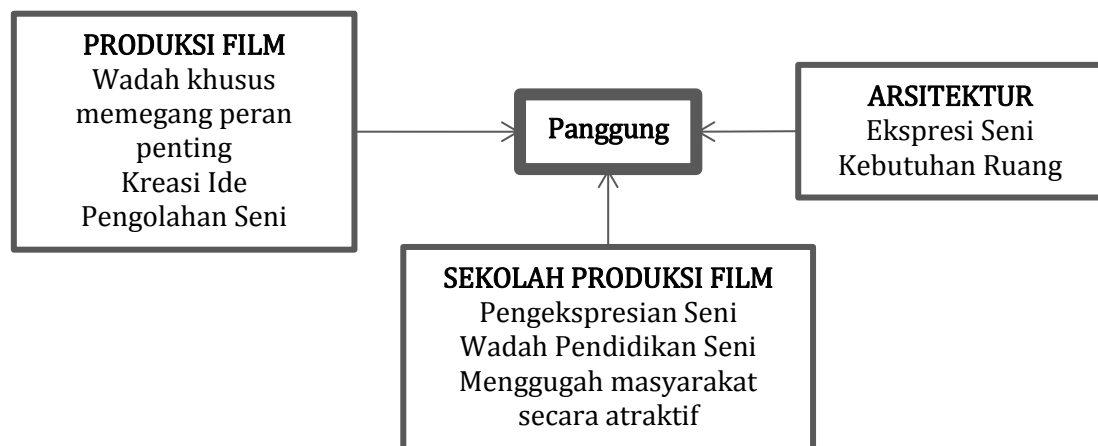 PRODUKSI FILM
Wadah khusus
memegang peran
penting
Kreasi Ide
Pengolahan Seni
Panggung
ARSITEKTUR
Ekspresi Seni
Kebutuhan Ruang
SEKOLAH PRODUKSI FILM
Pengekspresian Seni
Wadah Pendidikan Seni
Menggugah masyarakat
secara atraktif